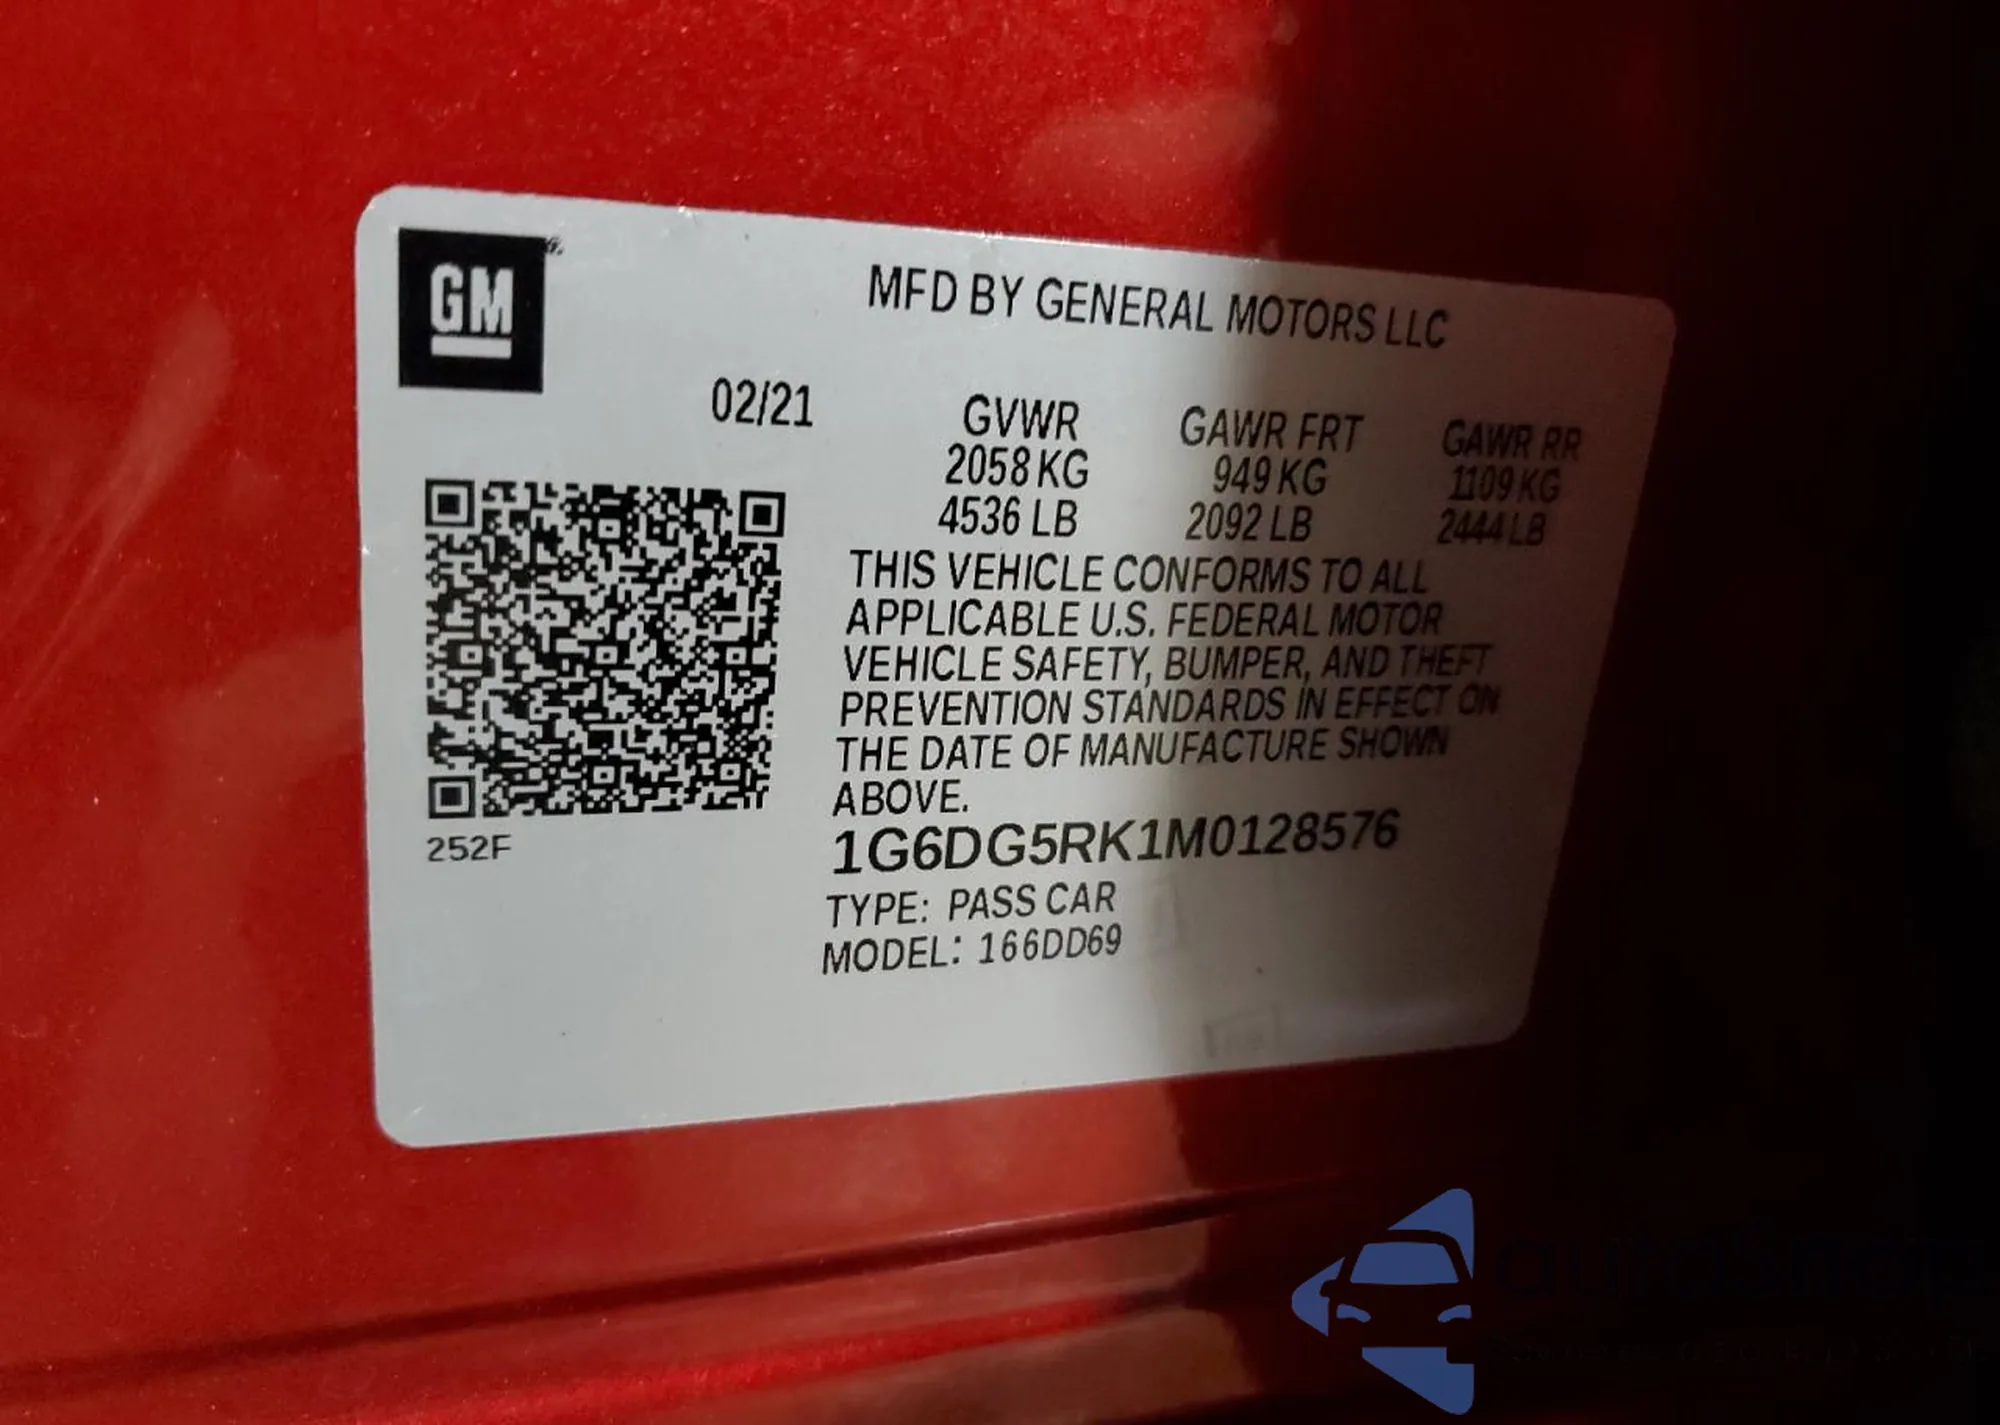 GM
MFD BY GENERAL MOTORS LLC
02/21
GVWR GAWR FRT GAWR RR
2058 KG 949 KG 1109 KG
4536 LB 2092 LB 2444 LB
THIS VEHICLE CONFORMS TO ALL
APPLICABLE U.S. FEDERAL MOTOR
VEHICLE SAFETY, BUMPER, AND THEFT
PREVENTION STANDARDS IN EFFECT ON
THE DATE OF MANUFACTURE SHOWN
ABOVE.
1G6DG5RK1M0128576
252F
TYPE: PASS CAR
MODEL: 166DD69